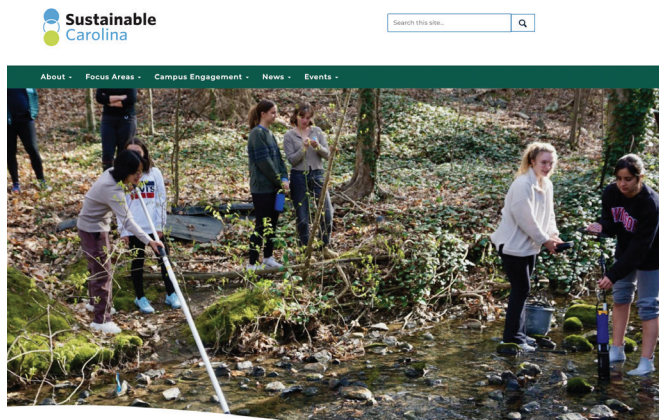 Sustainable
Carolina
Search this site...
About
Focus Areas
Campus Engagement
News
Events